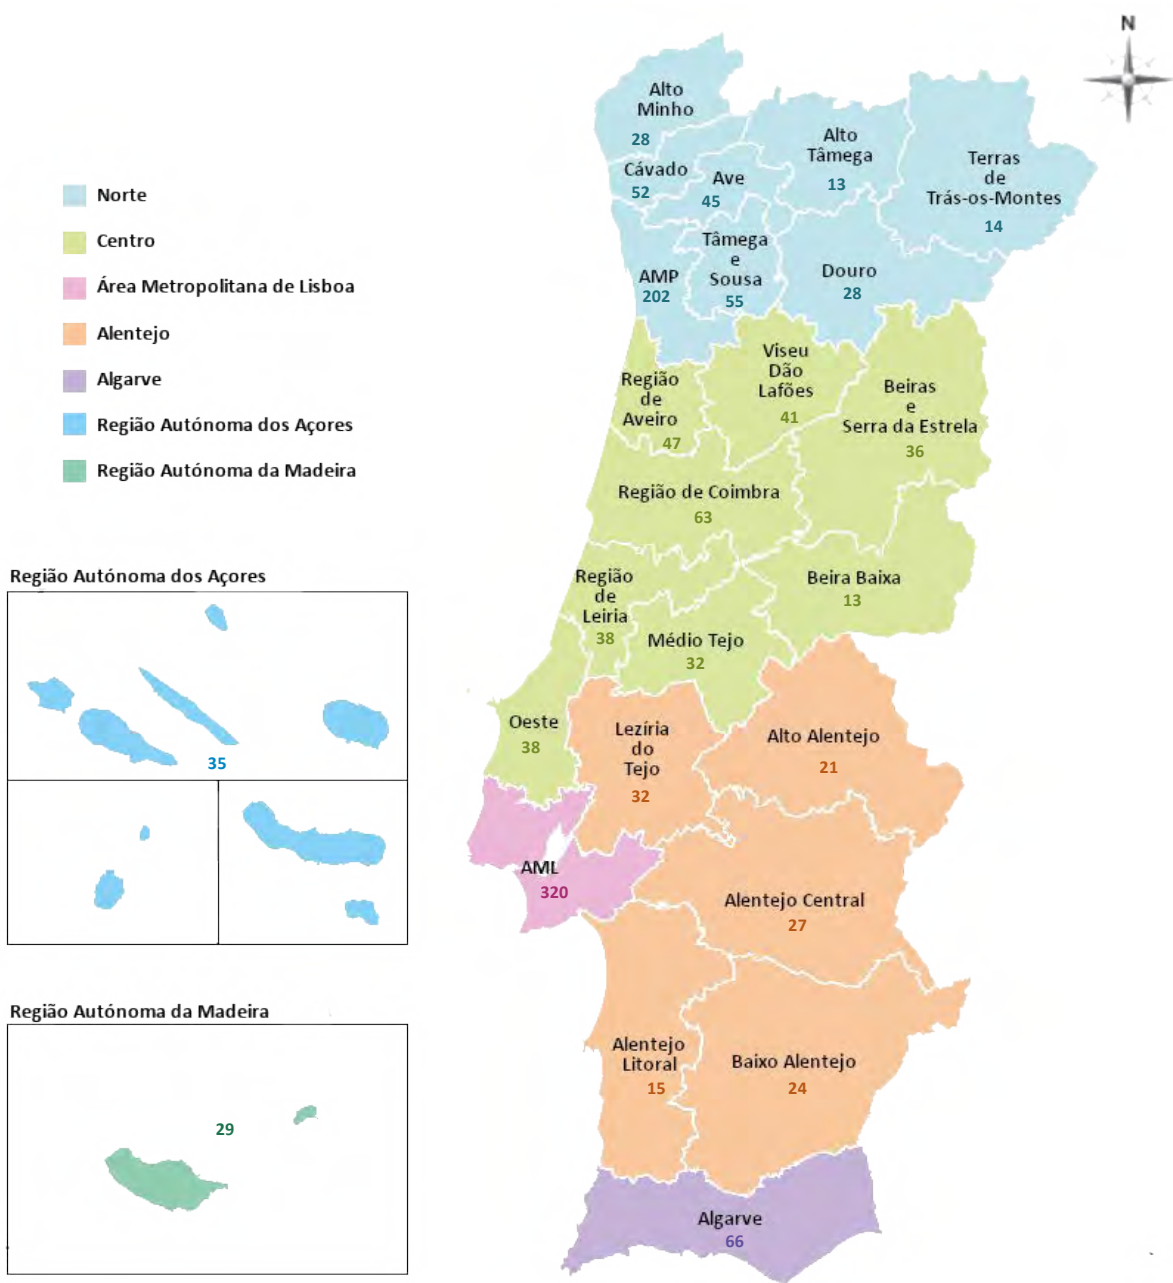 N
Alto
Minho
28
Cávado
52
Ave
45
Alto
Tâmega
13
Terras
de
Trás-os-Montes
14
AMP
202
Tâmega
e
Sousa
55
Douro
28
Norte
Centro
Área Metropolitana de Lisboa
Alentejo
Algarve
Região Autónoma dos Açores
Região Autónoma da Madeira
Região
de
Aveiro
47
Viseu
Dão
Lafões
41
Beiras
e
Serra da Estrela
36
Região de Coimbra
63
Região
de
Leiria
38
Médio Tejo
32
Beira Baixa
13
Oeste
38
Lezíria
do
Tejo
32
Alto Alentejo
21
AML
320
Alentejo Central
27
Alentejo
Litoral
15
Baixo Alentejo
24
Algarve
66
Região Autónoma dos Açores
35
Região Autónoma da Madeira
29